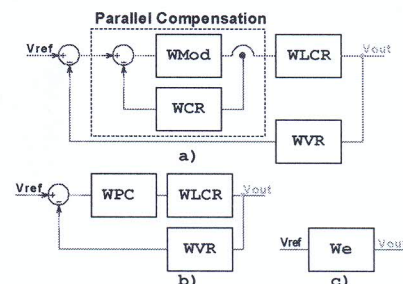 Parallel Compensation
Vref
WMod
WLCR
Vout
WCR
WVR
a)
Vref
WPC
WLCR
Vout
WVR
b)
Vref
We
Vout
c)